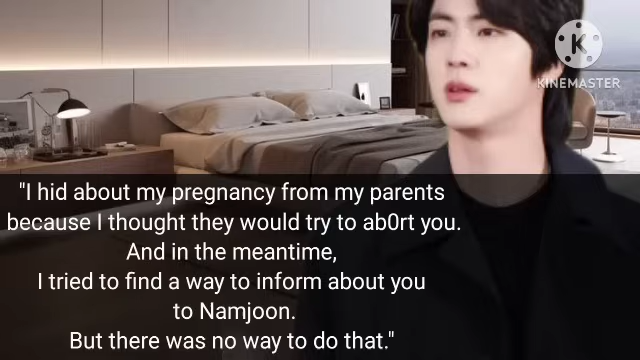 K
KINEMASTER
"I hid about my pregnancy from my parents
because I thought they would try to ab0rt you.
And in the meantime,
I tried to find a way to inform about you
to Namjoon.
But there was no way to do that."